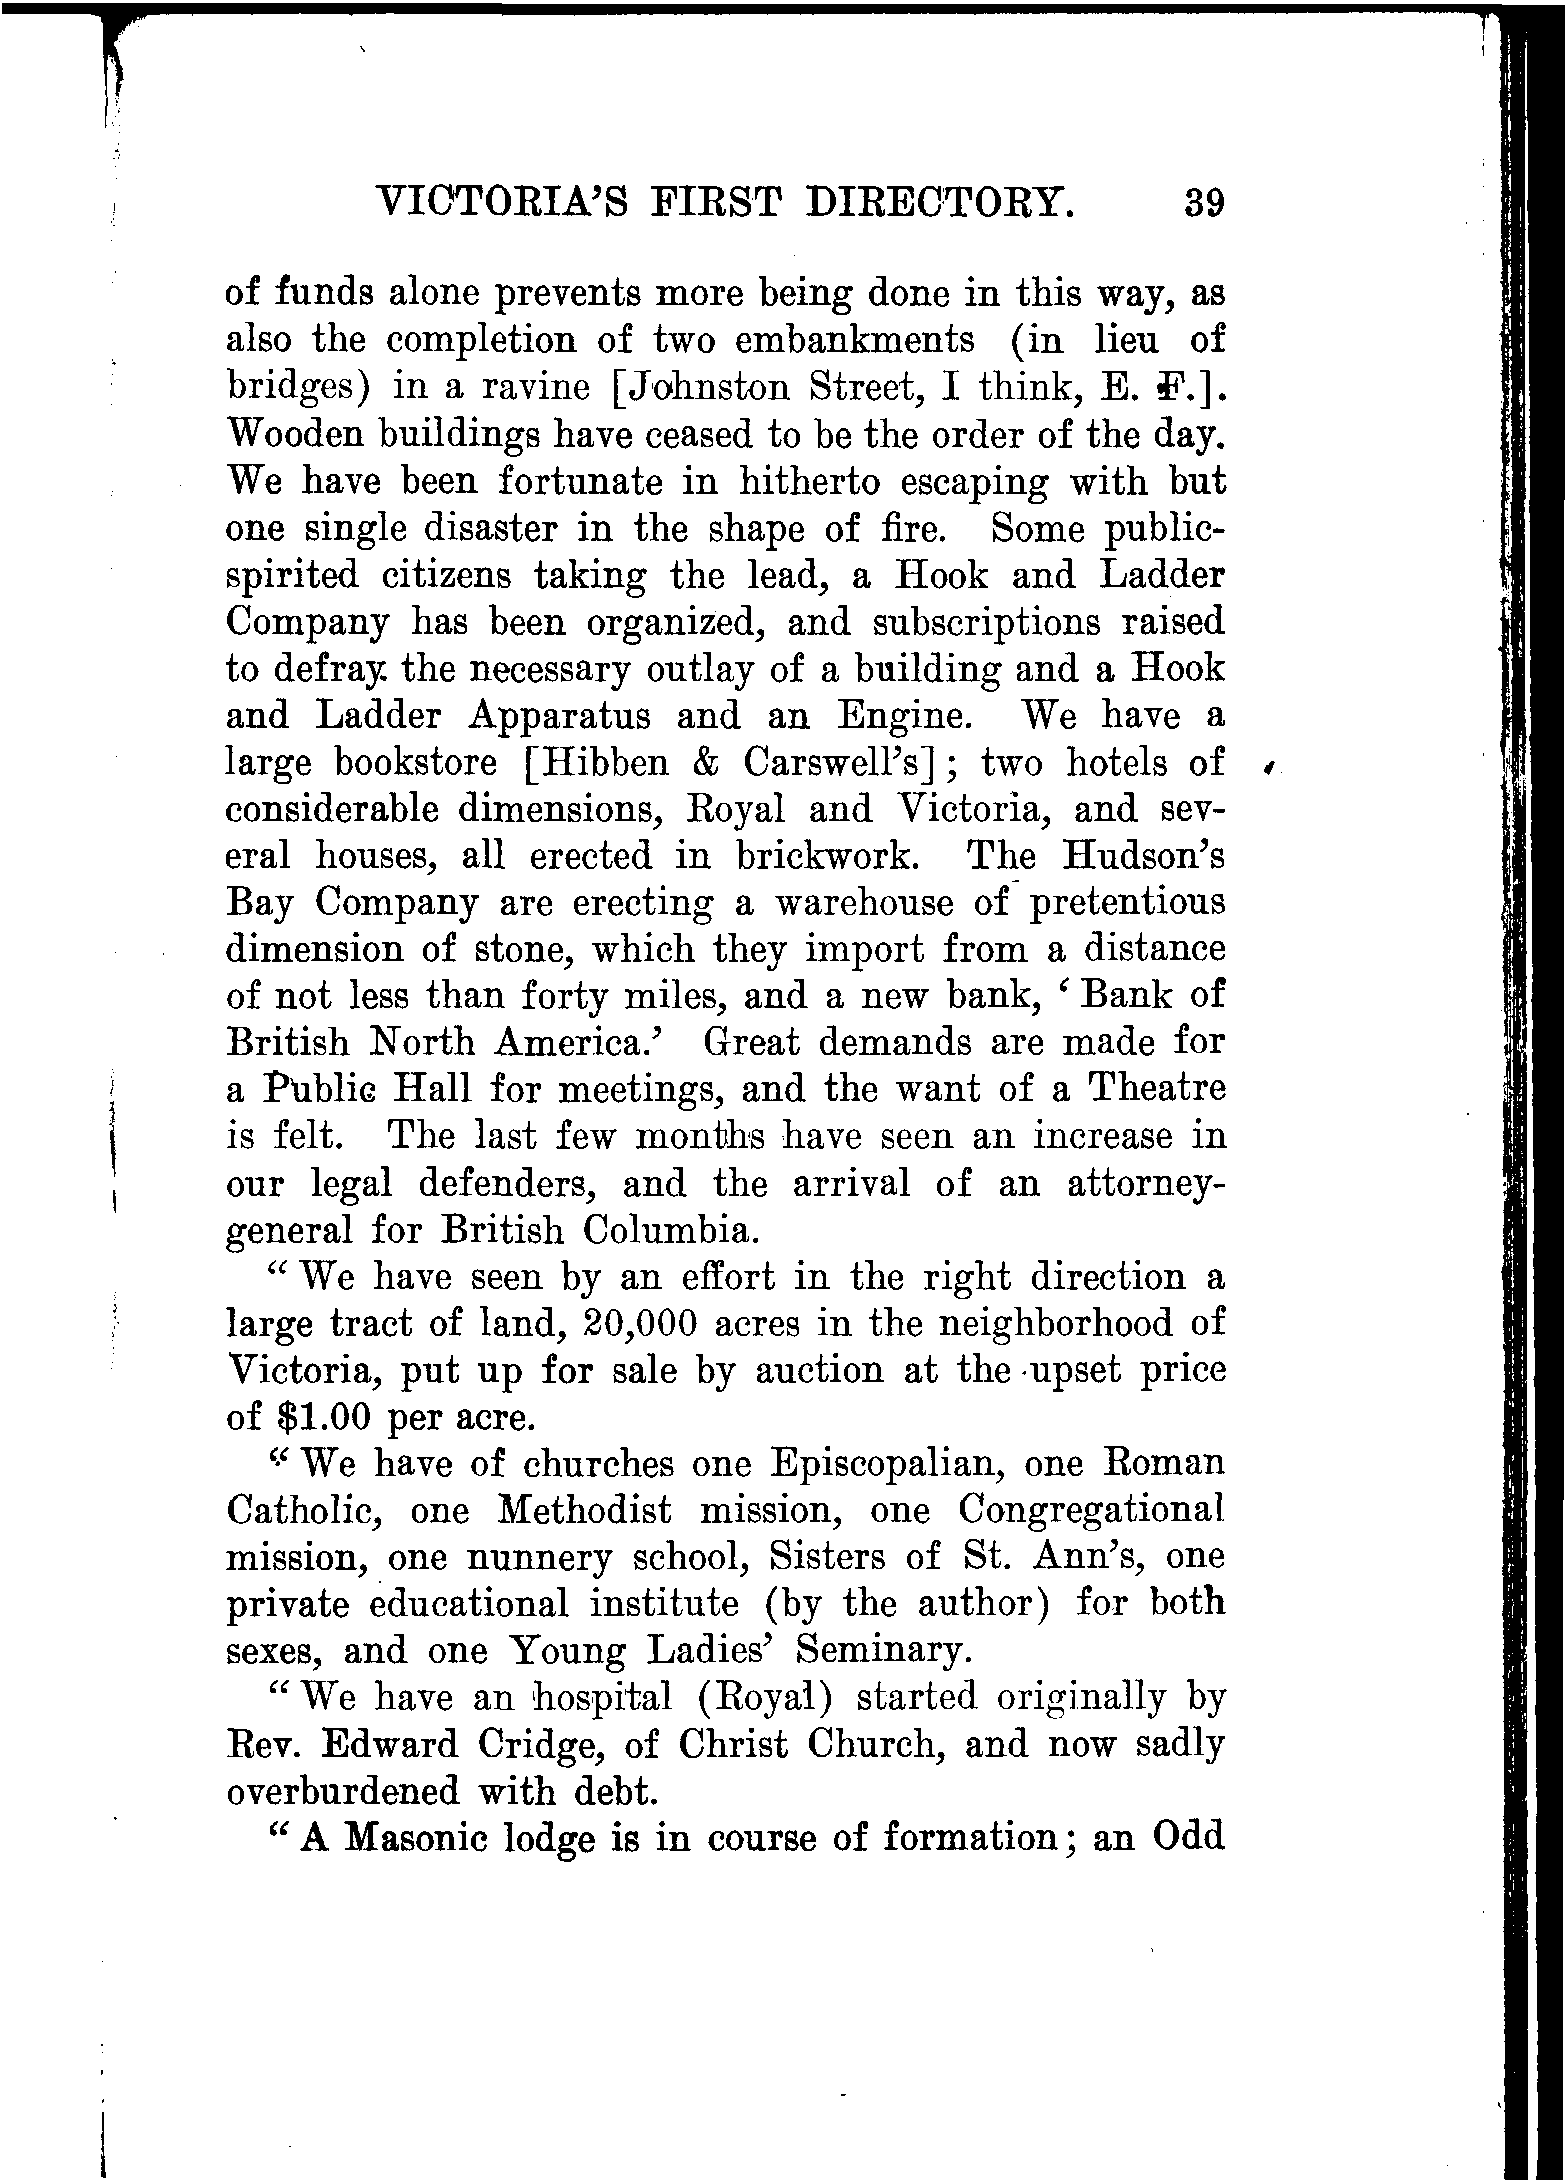 VICTORIA'S FIRST DIRECTORY. 39
of funds alone prevents more being done in this way, as
also the completion of two embankments (in lieu of
bridges) in a ravine [Johnston Street, I think, E. F.].
Wooden buildings have ceased to be the order of the day.
We have been fortunate in hitherto escaping with but
one single disaster in the shape of fire. Some public-
spirited citizens taking the lead, a Hook and Ladder
Company has been organized, and subscriptions raised
to defray the necessary outlay of a building and a Hook
and Ladder Apparatus and an Engine. We have a
large bookstore [Hibben & Carswell's]; two hotels of
considerable dimensions, Royal and Victoria, and sev-
eral houses, all erected in brickwork. The Hudson's
Bay Company are erecting a warehouse of pretentious
dimension of stone, which they import from a distance
of not less than forty miles, and a new bank, ‘Bank of
British North America.’ Great demands are made for
a Public Hall for meetings, and the want of a Theatre
is felt. The last few months have seen an increase in
our legal defenders, and the arrival of an attorney-
general for British Columbia.
“We have seen by an effort in the right direction a
large tract of land, 20,000 acres in the neighborhood of
Victoria, put up for sale by auction at the upset price
of $1.00 per acre.
“We have of churches one Episcopalian, one Roman
Catholic, one Methodist mission, one Congregational
mission, one nunnery school, Sisters of St. Ann's, one
private educational institute (by the author) for both
sexes, and one Young Ladies' Seminary.
“We have an hospital (Royal) started originally by
Rev. Edward Cridge, of Christ Church, and now sadly
overburdened with debt.
“A Masonic lodge is in course of formation; an Odd